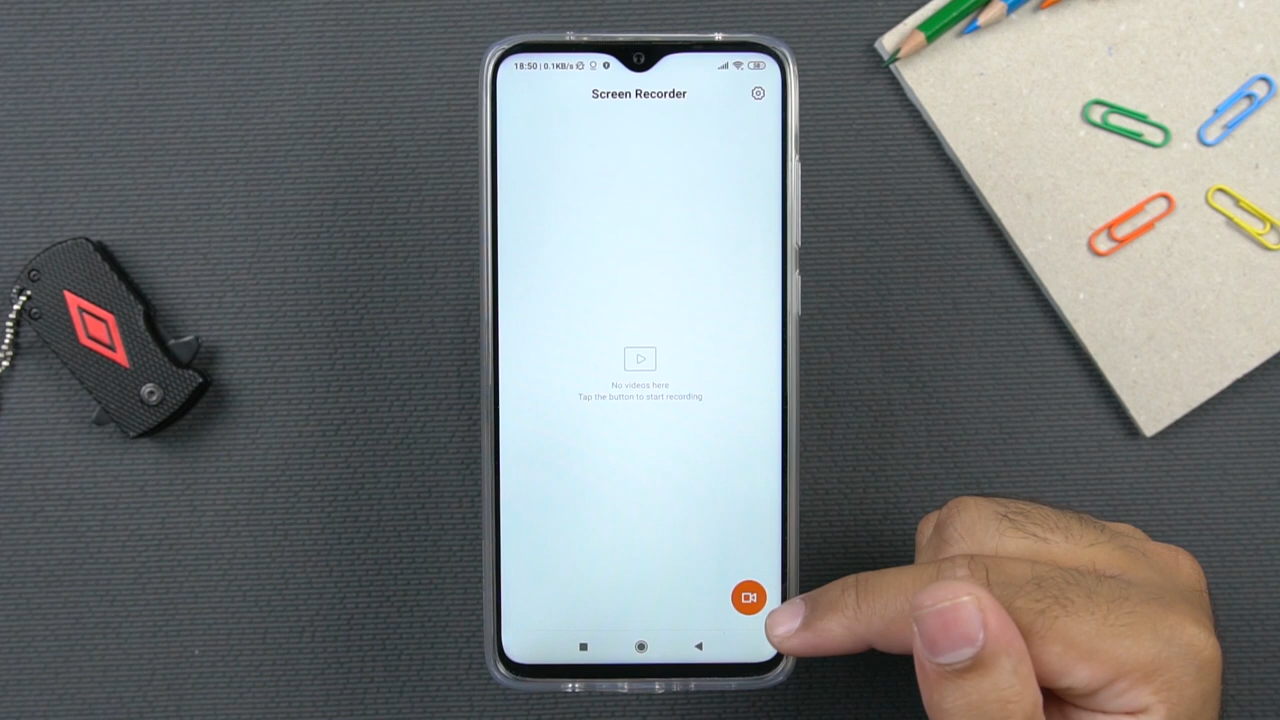 18:50 | 0.1KB/s
Screen Recorder
No videos here
Tap the button to start recording